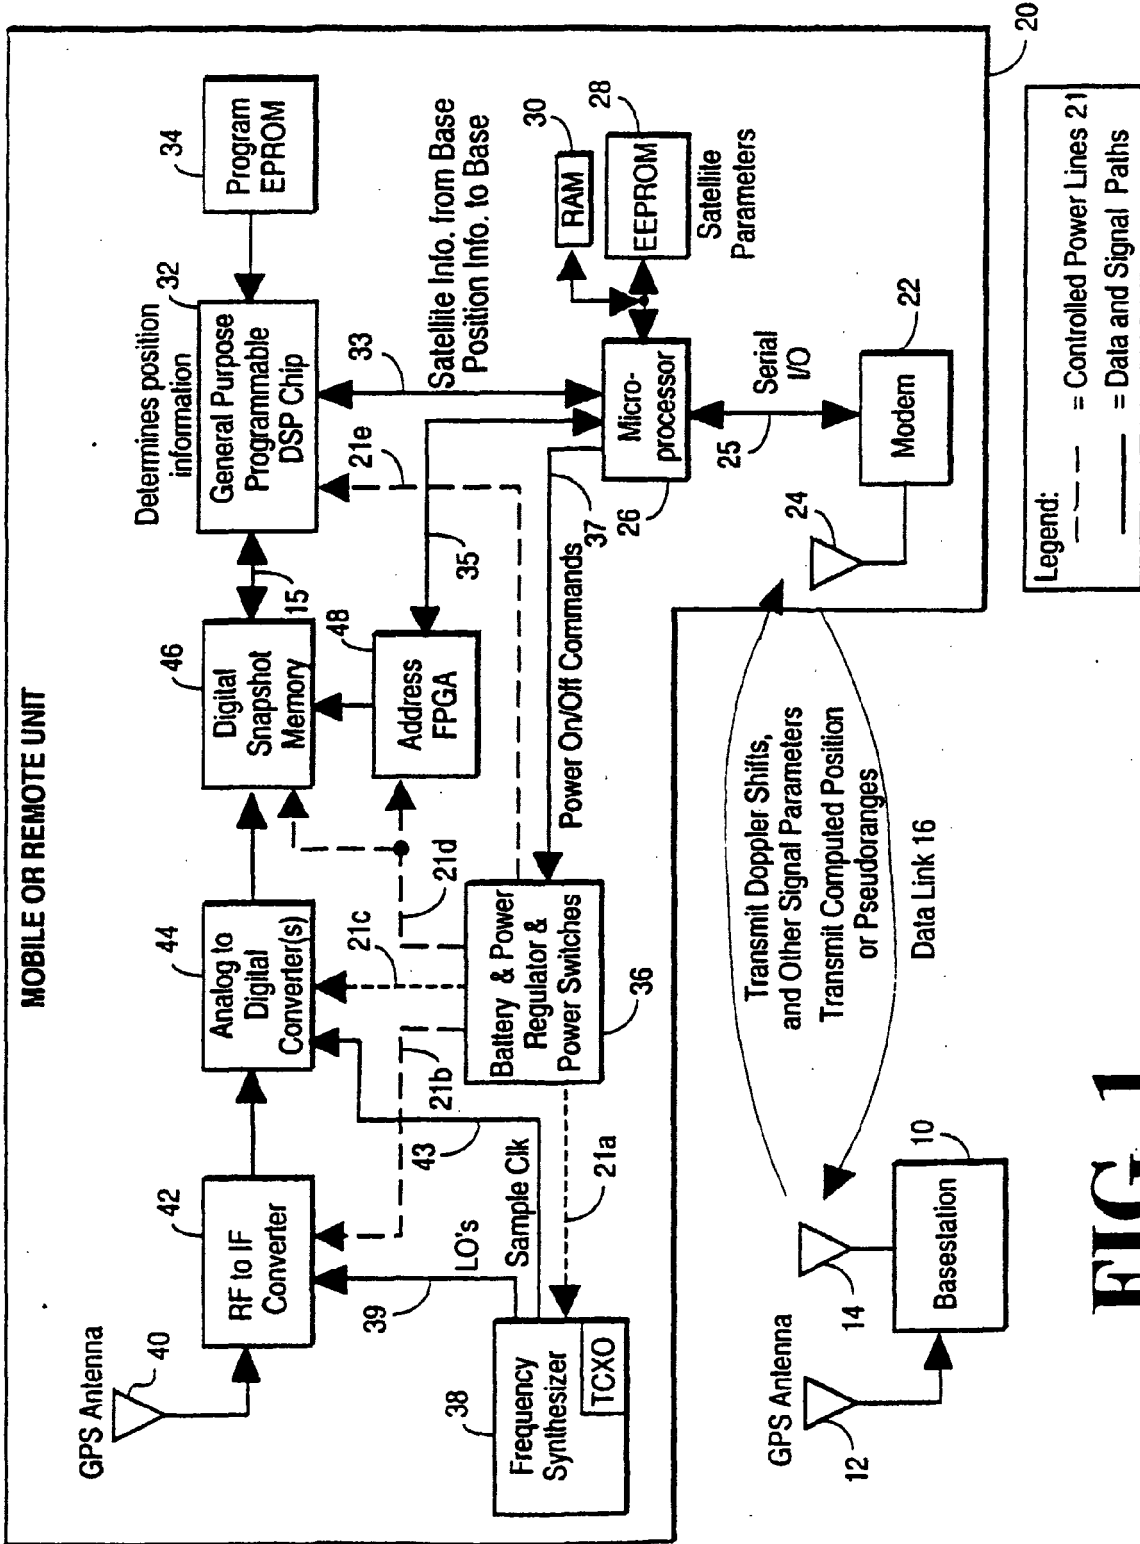 MOBILE OR REMOTE UNIT
GPS Antenna
40
42
RF to IF
Converter
44
Analog to
Digital
Converter(s)
46
Digital
Snapshot
Memory
15
Determines position
information
32
General Purpose
Programmable
DSP Chip
34
Program
EPROM
39
LO's
Sample Clk
43
21b
21c
21d
48
Address
FPGA
35
21e
33
Satellite Info. from Base
Position Info. to Base
38
Frequency
Synthesizer
TCXO
21a
Battery & Power
Regulator &
Power Switches
36
Power On/Off Commands
37
Micro-
processor
26
30
RAM
28
EEPROM
Satellite
Parameters
25
Serial
I/O
24
22
Modem
20
GPS Antenna
12
14
10
Basestation
Transmit Doppler Shifts,
and Other Signal Parameters
Transmit Computed Position
or Pseudoranges
Data Link 16
Legend:
= Controlled Power Lines 21
= Data and Signal Paths
FIG 1